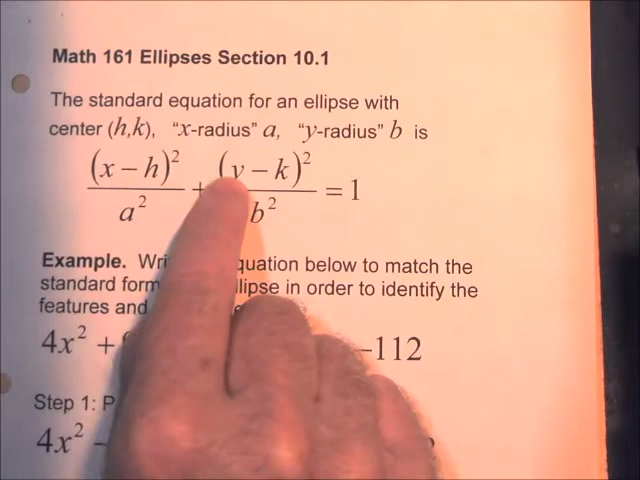 Math 161 Ellipses Section 10.1
The standard equation for an ellipse with
center (h,k), “x-radius” a, “y-radius” b is
(x − h)² / a² + (y − k)² / b² = 1
Example. equation below to match the
standard form ellipse in order to identify the
features and
4x² + −112
Step 1:
4x²